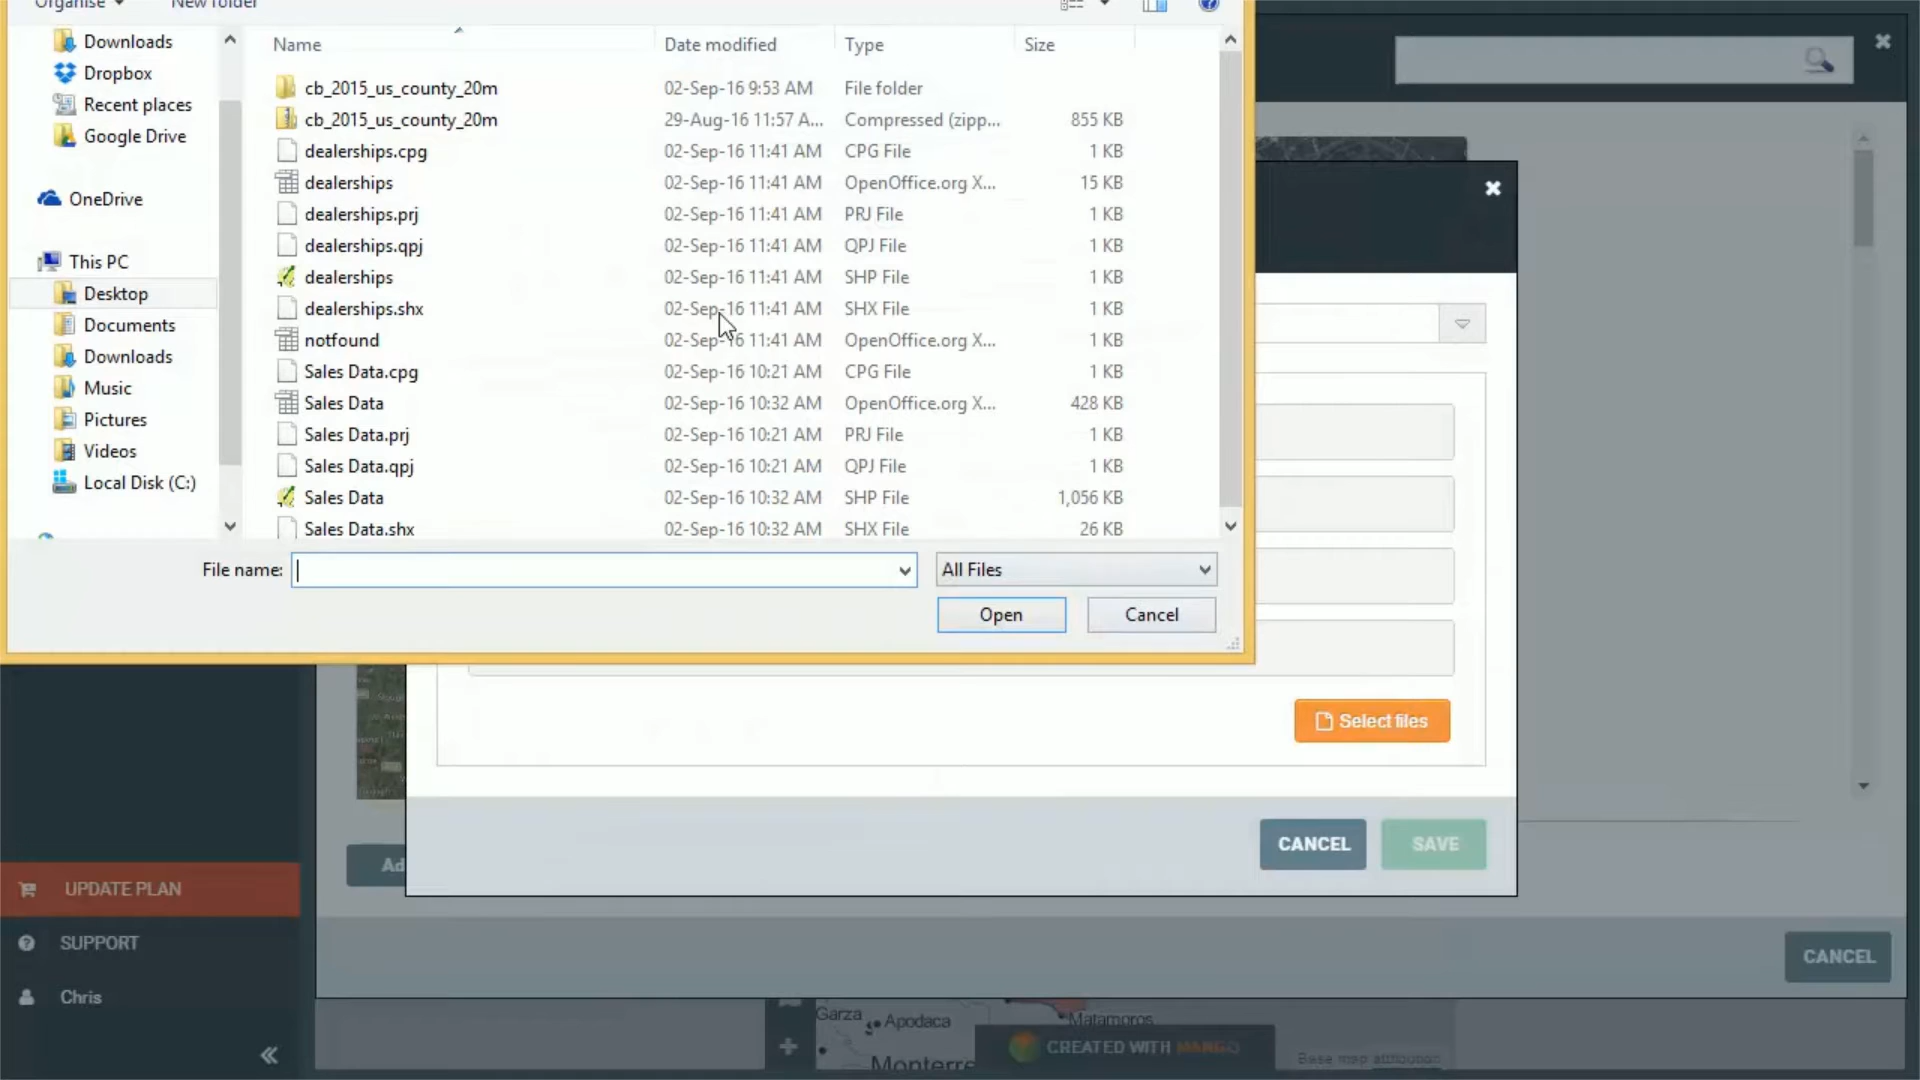 Organise New folder
Downloads
Dropbox
Recent places
Google Drive
OneDrive
This PC
Desktop
Documents
Downloads
Music
Pictures
Videos
Local Disk (C:)
Name Date modified Type Size
cb_2015_us_county_20m 02-Sep-16 9:53 AM File folder
cb_2015_us_county_20m 29-Aug-16 11:57 A... Compressed (zipp... 855 KB
dealerships.cpg 02-Sep-16 11:41 AM CPG File 1 KB
dealerships 02-Sep-16 11:41 AM OpenOffice.org X... 15 KB
dealerships.prj 02-Sep-16 11:41 AM PRJ File 1 KB
dealerships.qpj 02-Sep-16 11:41 AM QPJ File 1 KB
dealerships 02-Sep-16 11:41 AM SHP File 1 KB
dealerships.shx 02-Sep-16 11:41 AM SHX File 1 KB
notfound 02-Sep-16 11:41 AM OpenOffice.org X... 1 KB
Sales Data.cpg 02-Sep-16 10:21 AM CPG File 1 KB
Sales Data 02-Sep-16 10:32 AM OpenOffice.org X... 428 KB
Sales Data.prj 02-Sep-16 10:21 AM PRJ File 1 KB
Sales Data.qpj 02-Sep-16 10:21 AM QPJ File 1 KB
Sales Data 02-Sep-16 10:32 AM SHP File 1,056 KB
Sales Data.shx 02-Sep-16 10:32 AM SHX File 26 KB
File name: All Files
Open Cancel
Select files
CANCEL SAVE
Ad
UPDATE PLAN
SUPPORT
Chris
CANCEL
Garza
Apodaca
Matamoros
Monterre
CREATED WITH MANGO
Base map attribution